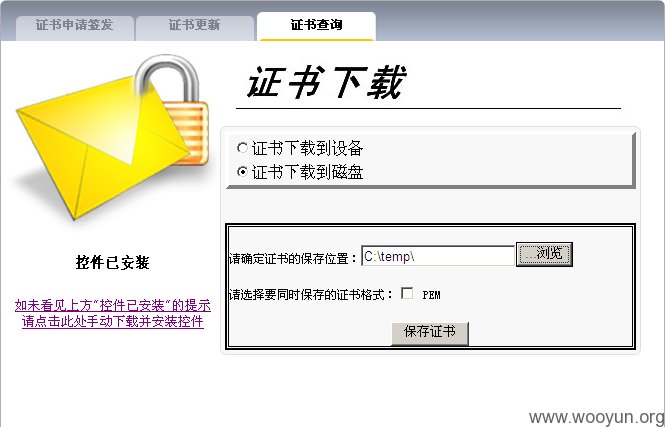 证书申请签发 证书更新 证书查询
证书下载
证书下载到设备
证书下载到磁盘
请确定证书的保存位置： C:\temp\ ...浏览
控件已安装
请选择要同时保存的证书格式： PEM
如未看见上方"控件已安装"的提示
请点击此处手动下载并安装控件
保存证书
www.wooyun.org